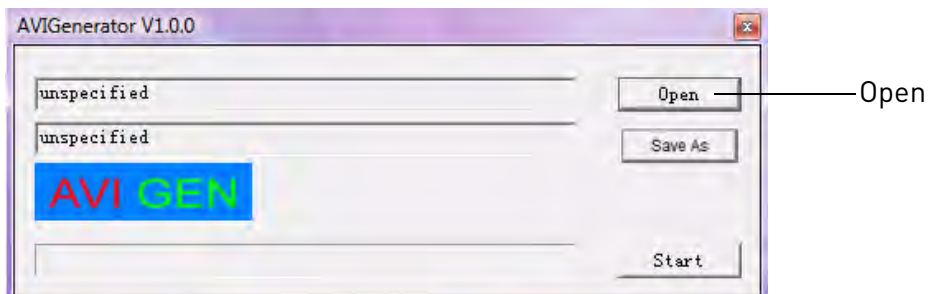 AVIGenerator V1.0.0
unspecified
Open
Open
unspecified
Save As
AVI GEN
Start